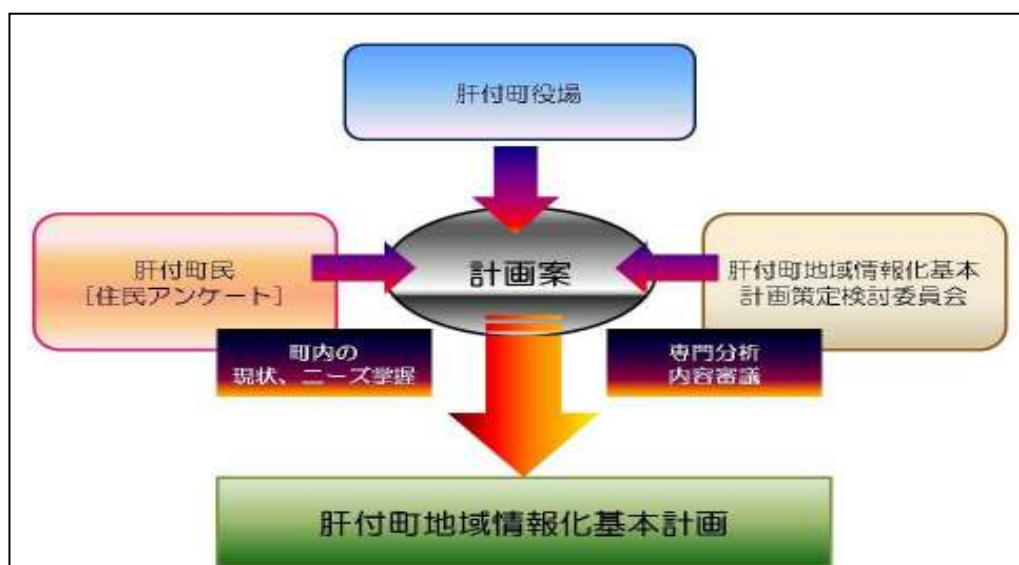 肝付町役場
肝付町民
[住民アンケート]
計画案
肝付町地域情報化基本
計画策定検討委員会
町内の
現状、ニーズ掌握
専門分析
内容審議
肝付町地域情報化基本計画